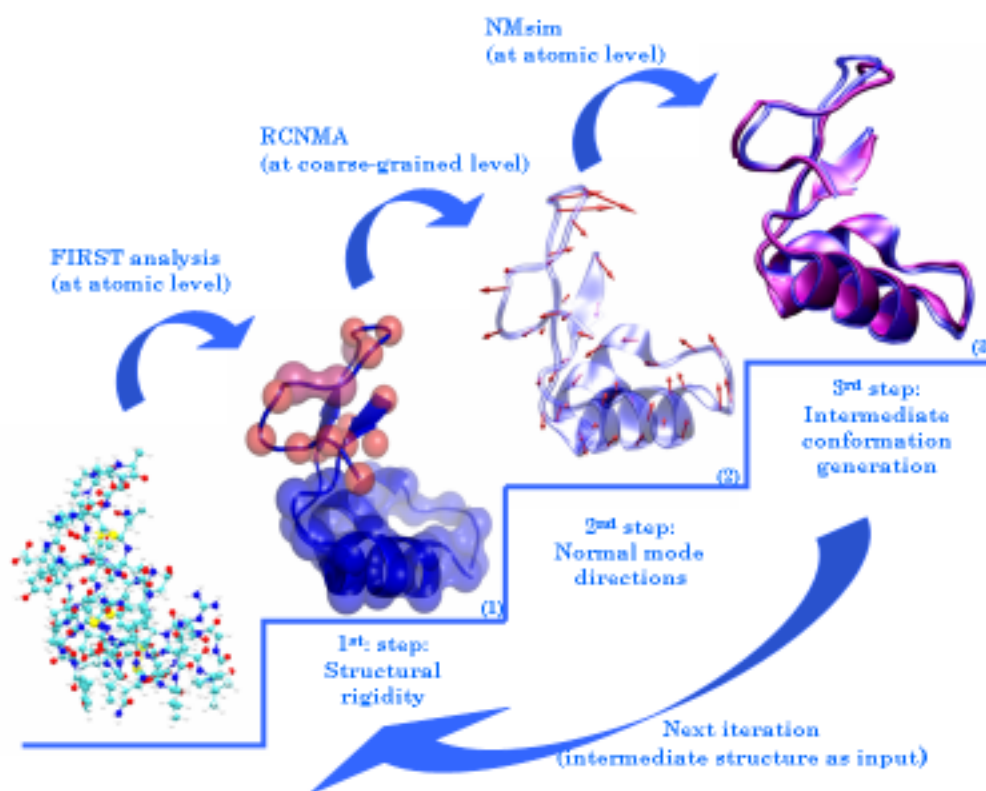 NMsim
(at atomic level)
RCNMA
(at coarse-grained level)
FIRST analysis
(at atomic level)
(3)
3rd step:
Intermediate
conformation
generation
(2)
2nd step:
Normal mode
directions
(1)
1st: step:
Structural
rigidity
Next iteration
(intermediate structure as input)